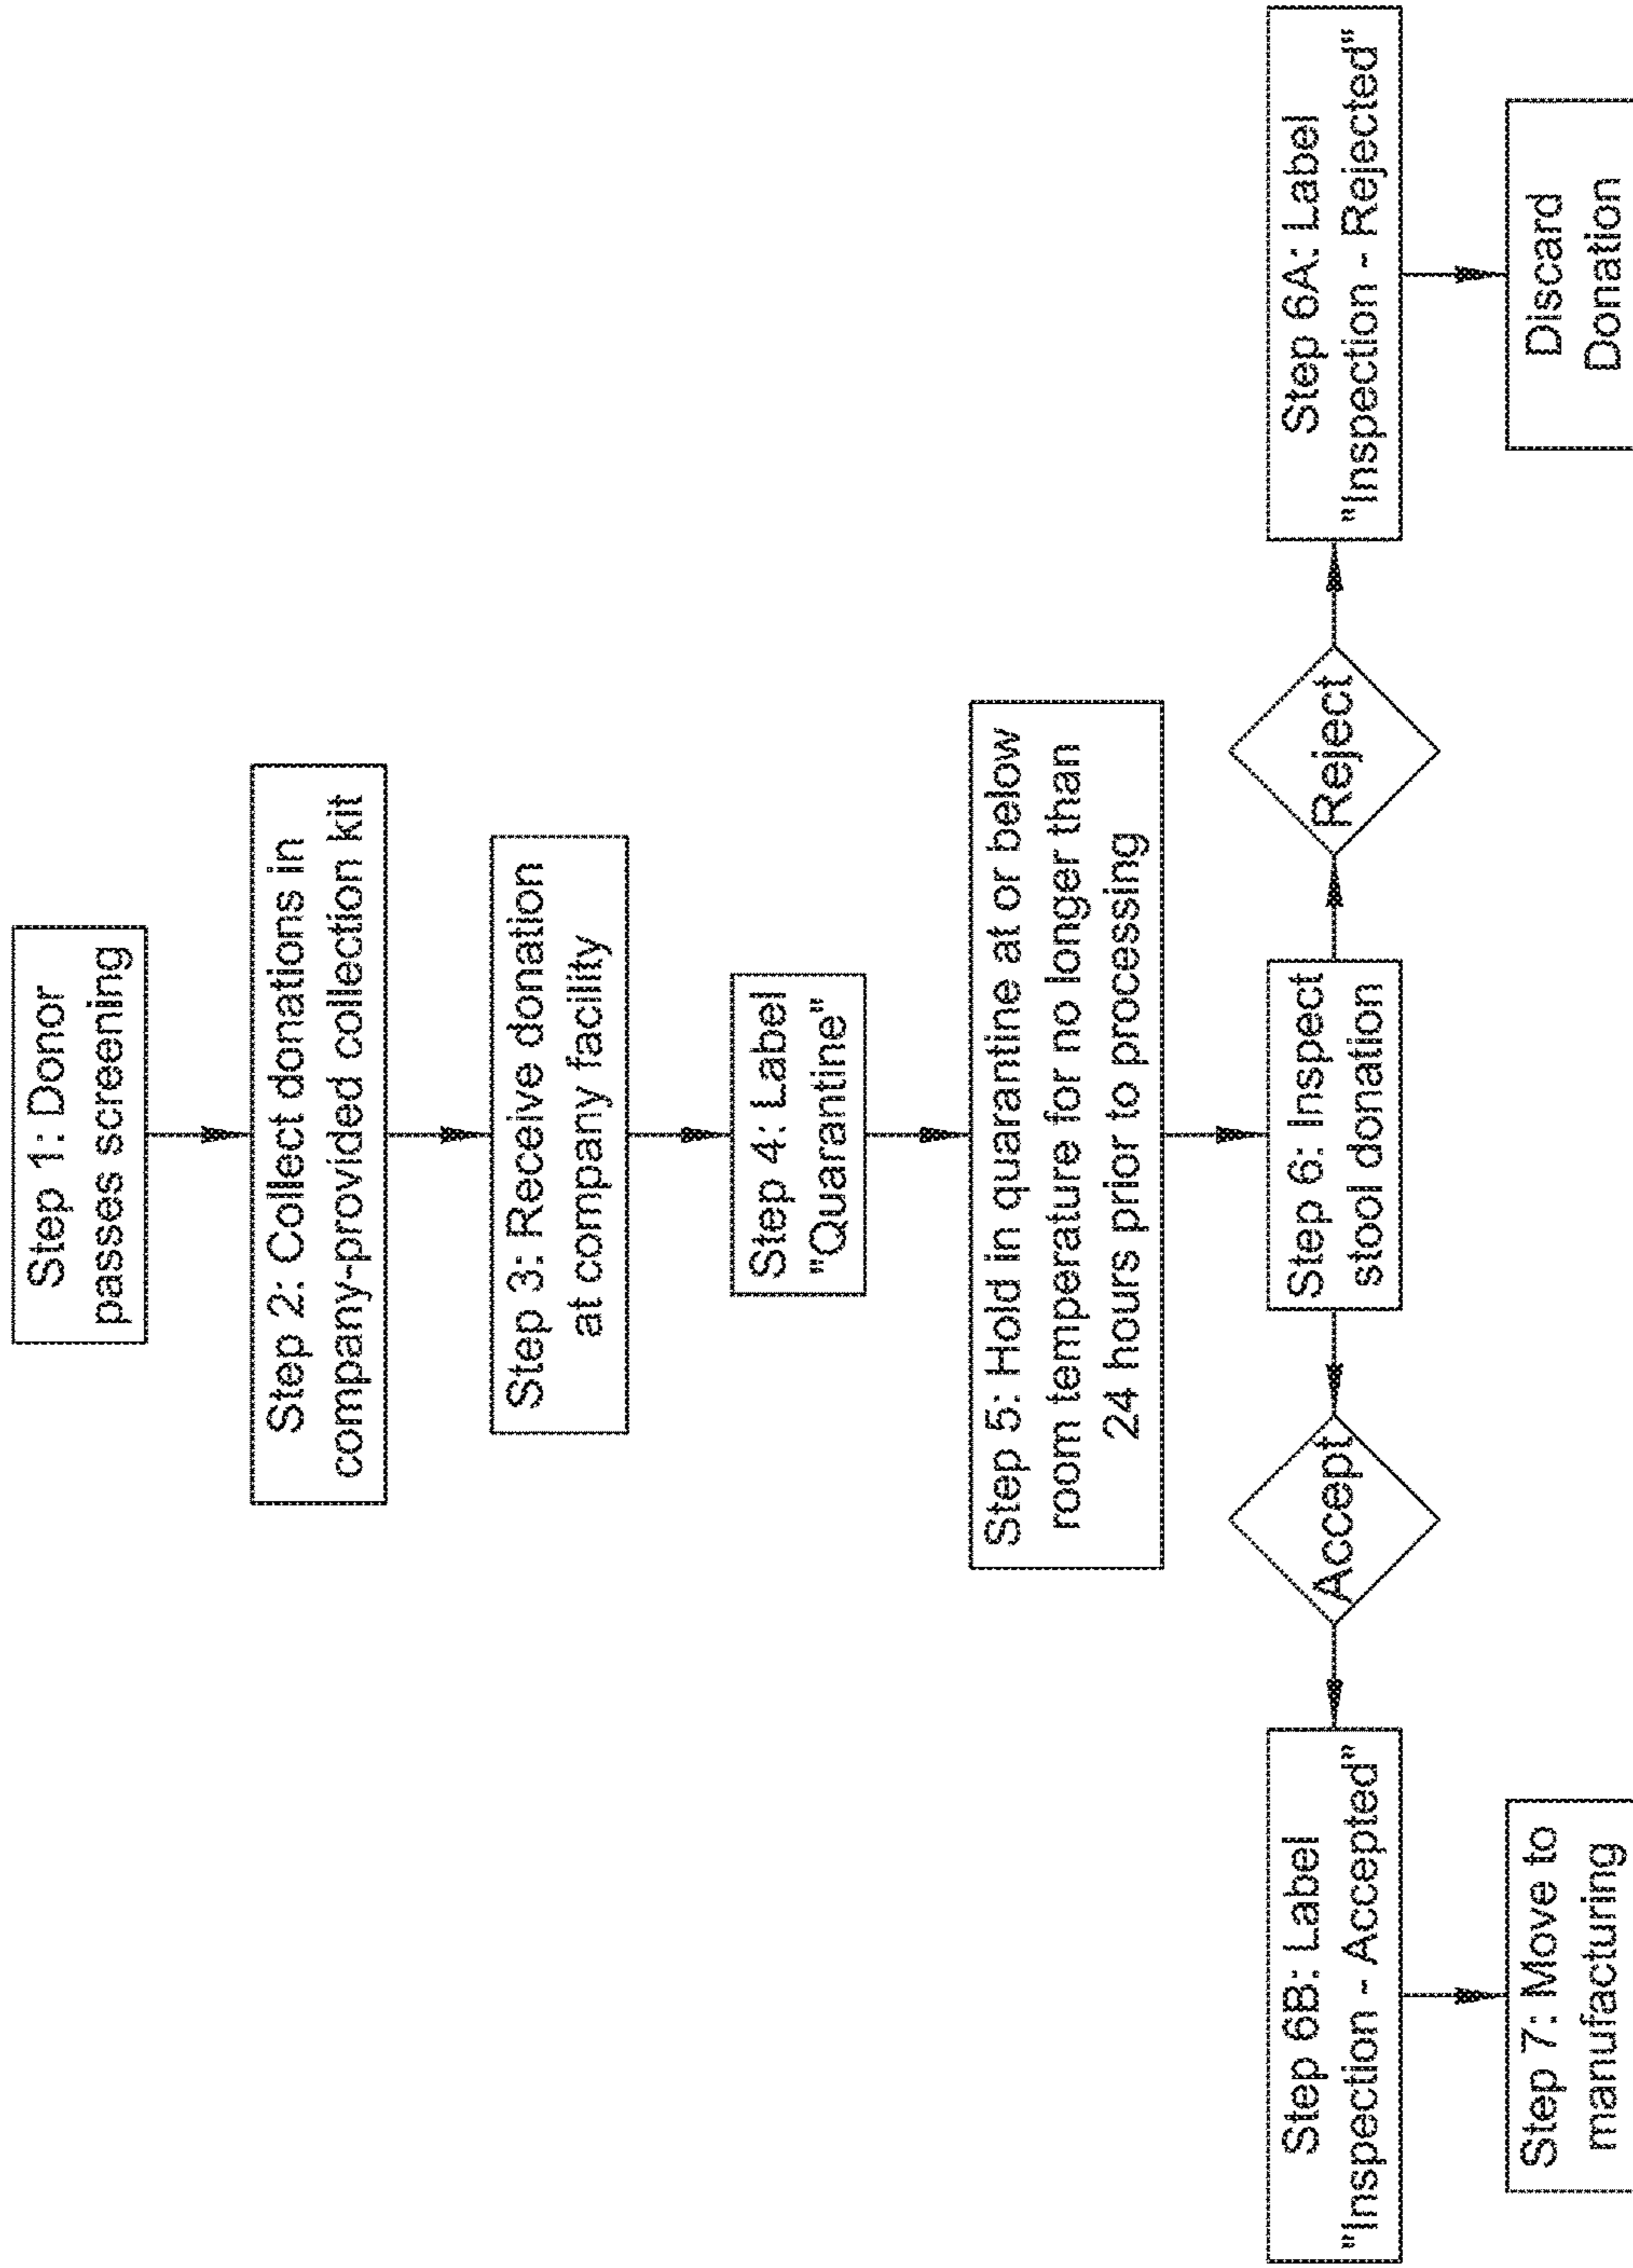 Step 1: Donor
passes screening
Step 2: Collect donations in
company-provided collection kit
Step 3: Receive donation
at company facility
Step 4: Label
"Quarantine"
Step 5: Hold in quarantine at or below
room temperature for no longer than
24 hours prior to processing
Step 6: Inspect
stool donation
Accept
Reject
Step 6B: Label
"Inspection - Accepted"
Step 6A: Label
"Inspection - Rejected"
Step 7: Move to
manufacturing
Discard
Donation